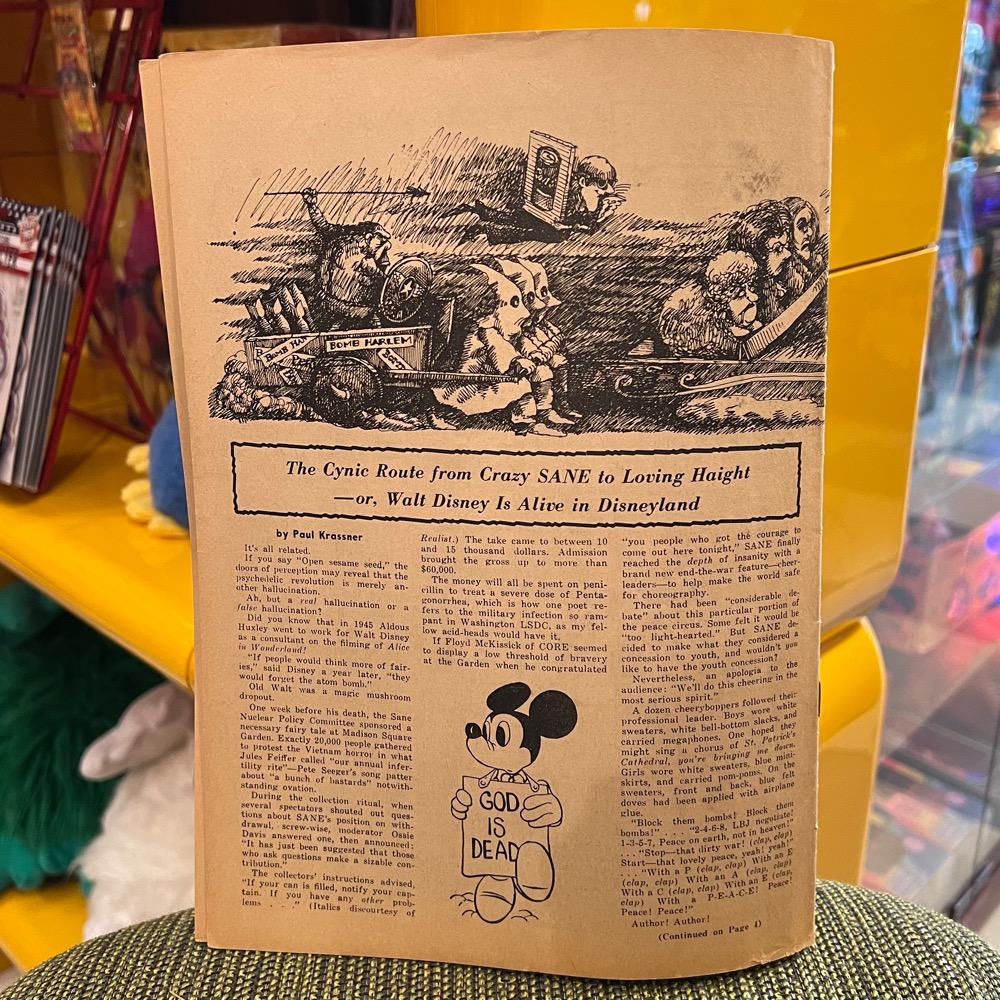 BOMB HARLEM
The Cynic Route from Crazy SANE to Loving Haight
—or, Walt Disney Is Alive in Disneyland
by Paul Krassner
It's all related.
If you say "Open sesame seed," the
doors of perception may reveal that the
psychedelic revolution is merely an-
other hallucination.
Ah, but a real hallucination or a
false hallucination?
Did you know that in 1945 Aldous
Huxley went to work for Walt Disney
as a consultant on the filming of Alice
in Wonderland!
"If people would think more of fair-
ies," said Disney a year later, "they
would forget the atom bomb."
Old Walt was a magic mushroom
dropout.
One week before his death, the Sane
Nuclear Policy Committee sponsored a
necessary fairy tale at Madison Square
Garden. Exactly 20,000 people gathered
to protest the Vietnam horror in what
Jules Feiffer called "our annual infer-
tility rite"—Pete Seeger's song patter
about "a bunch of bastards" notwith-
standing ovation.
During the collection ritual, when
several spectators shouted out ques-
tions about SANE's position on with-
drawal, screw-wise, moderator Ossie
Davis answered one, then announced:
"It has just been suggested that those
who ask questions make a sizable con-
tribution."
The collectors' instructions advised,
"If your can is filled, notify your cap-
tain. If you have any other prob-
lems . . ." (Italics discourtesy of
Realist.) The take came to between 10
and 15 thousand dollars. Admission
brought the gross up to more than
$60,000.
The money will all be spent on peni-
cillin to treat a severe dose of Penta-
gonorrhea, which is how one poet re-
fers to the military infection so ram-
pant in Washington LSDC, as my fel-
low acid-heads would have it.
If Floyd McKissick of CORE seemed
to display a low threshold of bravery
at the Garden when he congratulated
GOD
IS
DEAD
"you people who got the courage to
come out here tonight," SANE finally
reached the depth of insanity with a
brand new end-the-war feature—cheer-
leaders—to help make the world safe
for choreography.
There had been "considerable de-
bate" about this particular portion of
the peace circus. Some felt it would be
"too light-hearted." But SANE de-
cided to make what they considered a
concession to youth, and wouldn't you
like to have the youth concession?
Nevertheless, an apologia to the
audience: "We'll do this cheering in the
most serious spirit."
A dozen cheeryboppers followed their
professional leader. Boys wore white
sweaters, white bell-bottom slacks, and
carried megaphones. One hoped they
might sing a chorus of St. Patrick's
Cathedral, you're bringing me down.
Girls wore white sweaters, blue mini-
skirts, and carried pom-poms. On the
sweaters, front and back, blue felt
doves had been applied with airplane
glue.
"Block them bombs! Block them
bombs!" . . . "2-4-6-8, LBJ negotiate!
1-3-5-7, Peace on earth, not in heaven!"
. . . "Stop—that dirty war! (clap, clap)
Start—that lovely peace, yeah! yeah!"
. . . "With a P (clap, clap) With an E
(clap, clap) With an A (clap, clap)
With a C (clap, clap) With an E (clap,
clap) With a P-E-A-C-E! Peace!
Peace! Peace!"
Author! Author!
(Continued on Page 4)